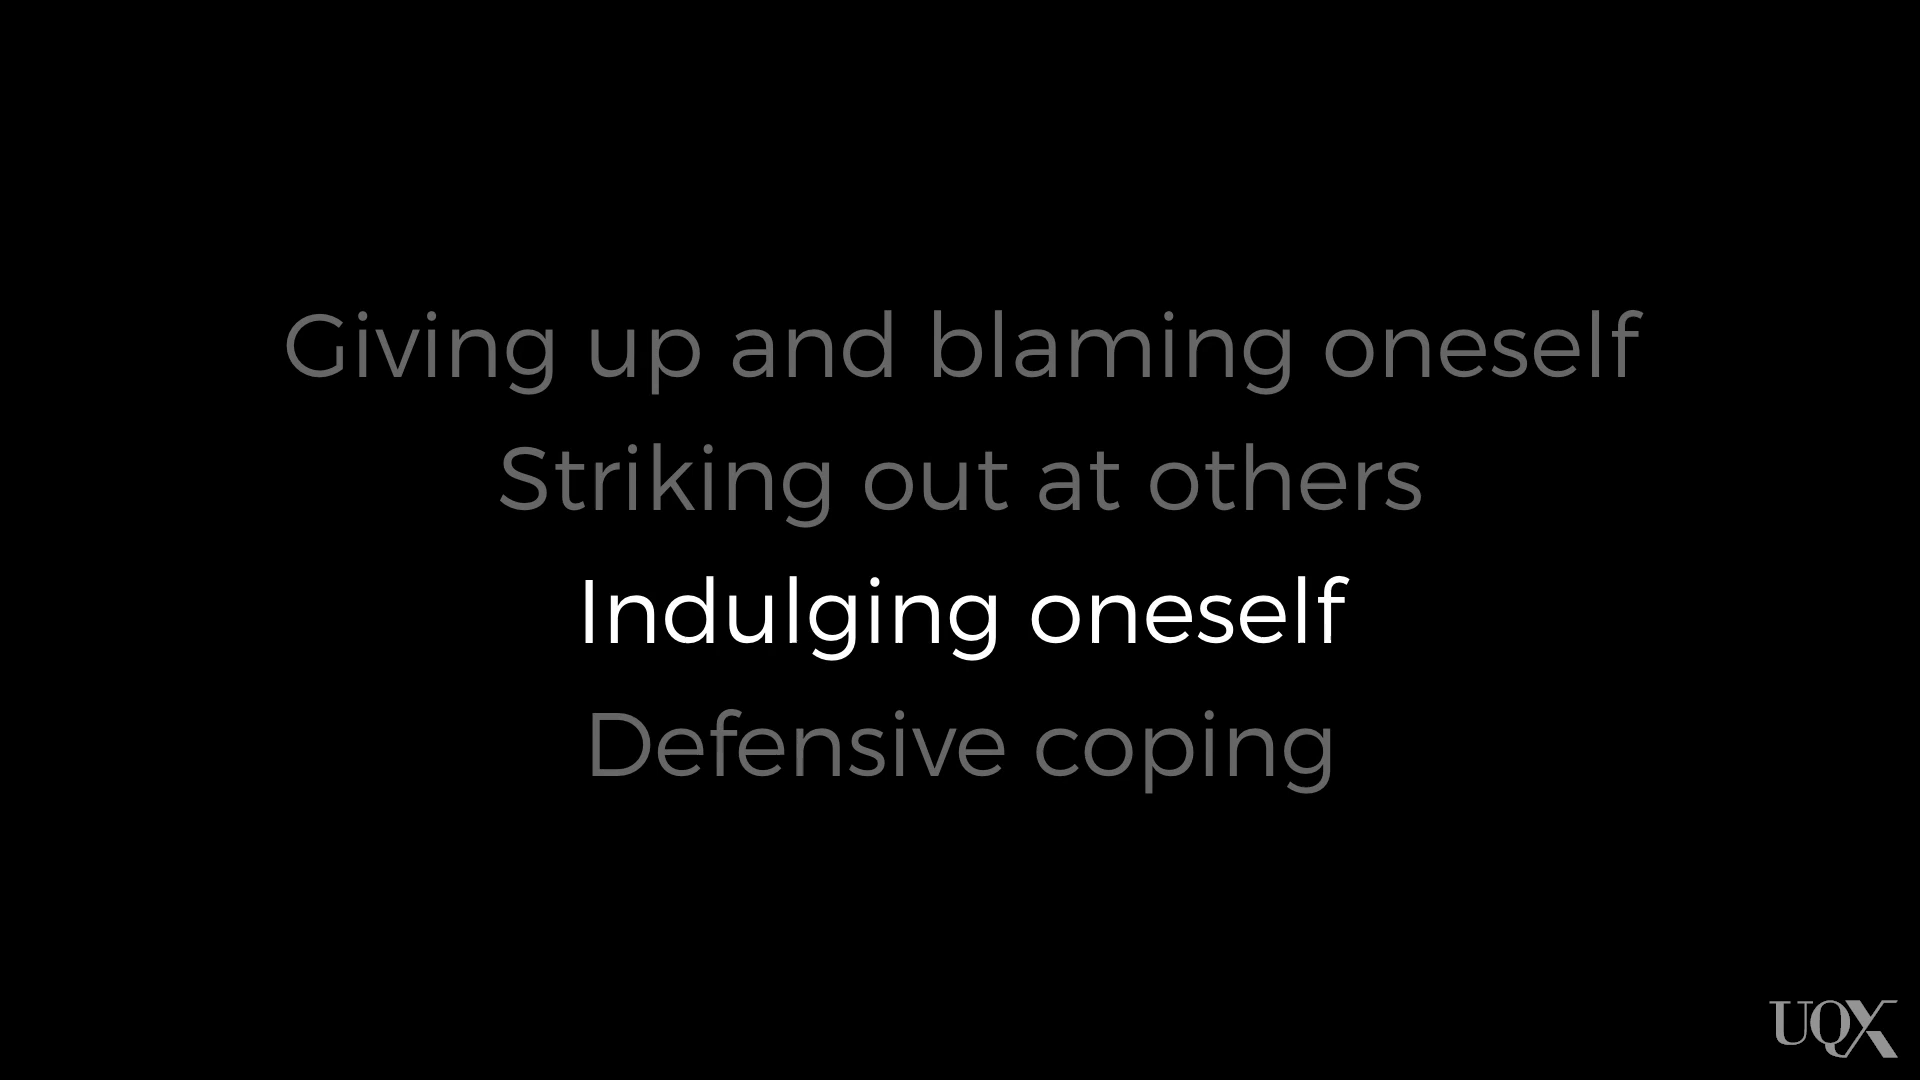 Giving up and blaming oneself
Striking out at others
Indulging oneself
Defensive coping
UQX